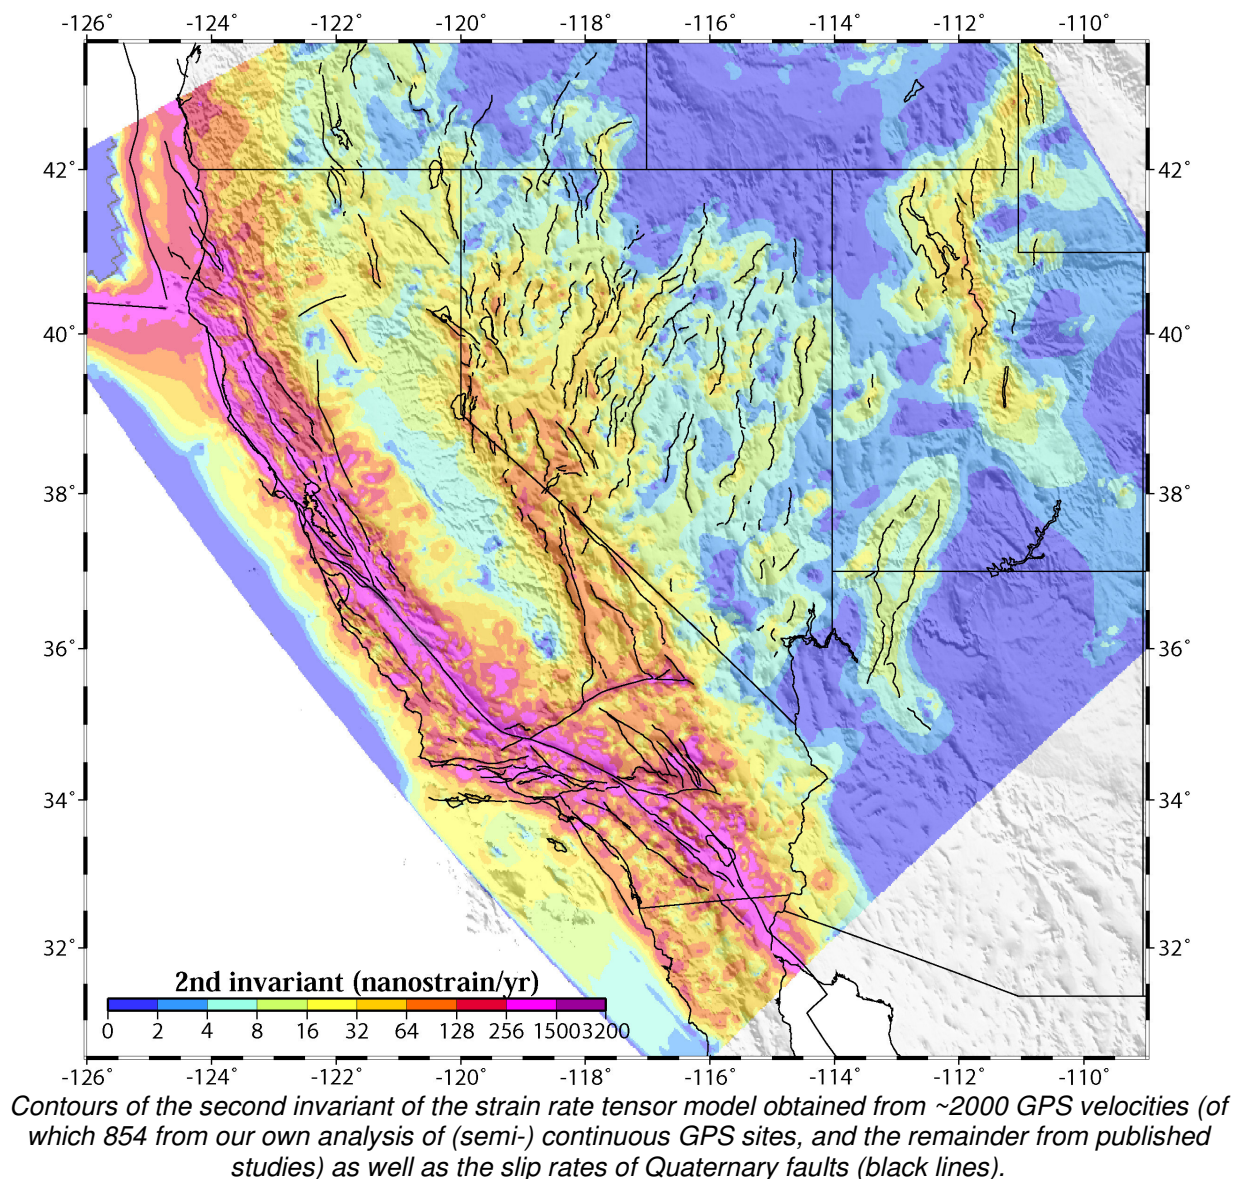 -126° -124° -122° -120° -118° -116° -114° -112° -110°
42° 42°
40° 40°
38° 38°
36° 36°
34° 34°
32° 32°
2nd invariant (nanostrain/yr)
0 2 4 8 16 32 64 128 256 1500 3200
-126° -124° -122° -120° -118° -116° -114° -112° -110°
Contours of the second invariant of the strain rate tensor model obtained from ~2000 GPS velocities (of
which 854 from our own analysis of (semi-) continuous GPS sites, and the remainder from published
studies) as well as the slip rates of Quaternary faults (black lines).